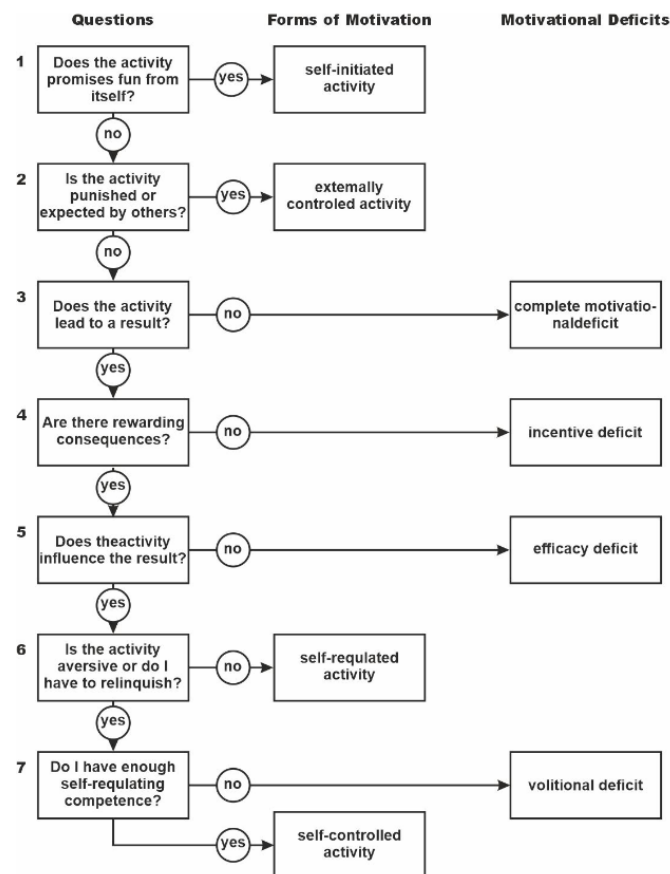 Questions
Forms of Motivation
Motivational Deficits
1
Does the activity
promises fun from
itself?
yes
self-initiated
activity
no
2
Is the activity
punished or
expected by others?
yes
extemally
controled activity
no
3
Does the activity
lead to a result?
no
complete motivatio-
naldeficit
yes
4
Are there rewarding
consequences?
no
incentive deficit
yes
5
Does theactivity
influence the result?
no
efficacy deficit
yes
6
Is the activity
aversive or do I
have to relinquish?
no
self-requlated
activity
yes
7
Do I have enough
self-requlating
competence?
no
volitional deficit
yes
self-controlled
activity